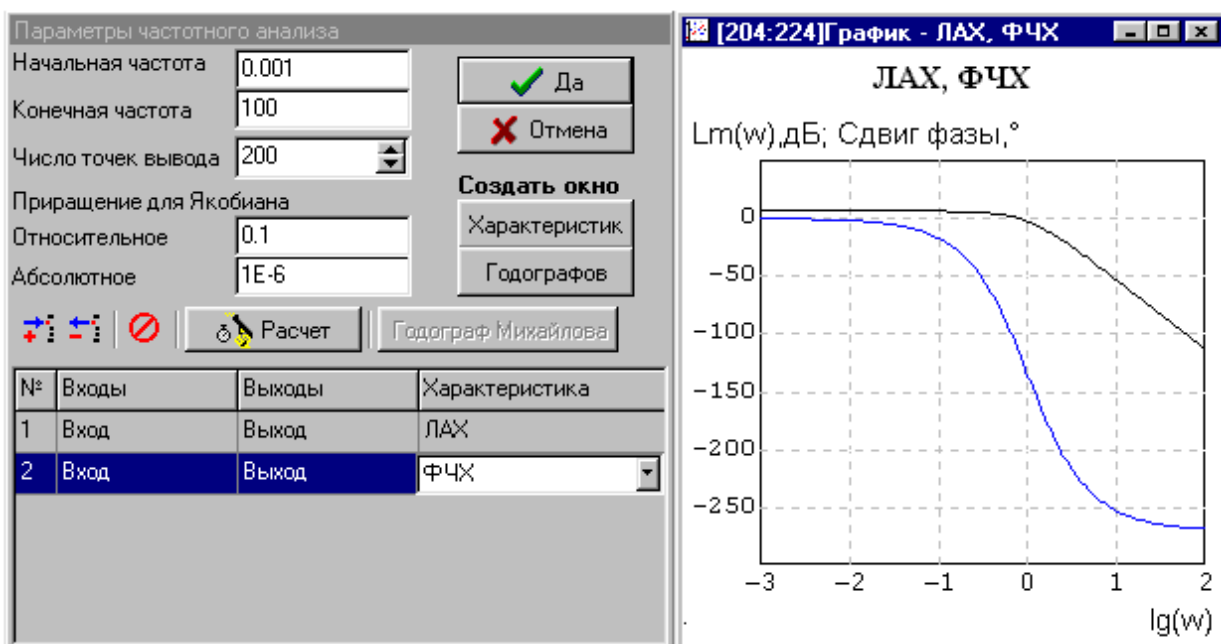 Параметры частотного анализа
Начальная частота 0.001
Да
Конечная частота 100
Отмена
Число точек вывода 200
Создать окно
Приращение для Якобиана
Характеристик
Относительное 0.1
Годографов
Абсолютное 1E-6
Расчет Годограф Михайлова
№ Входы Выходы Характеристика
1 Вход Выход ЛАХ
2 Вход Выход ФЧХ
[204:224]График - ЛАХ, ФЧХ
ЛАХ, ФЧХ
Lm(w),дБ; Сдвиг фазы,°
0
-50
-100
-150
-200
-250
-3 -2 -1 0 1 2
lg(w)